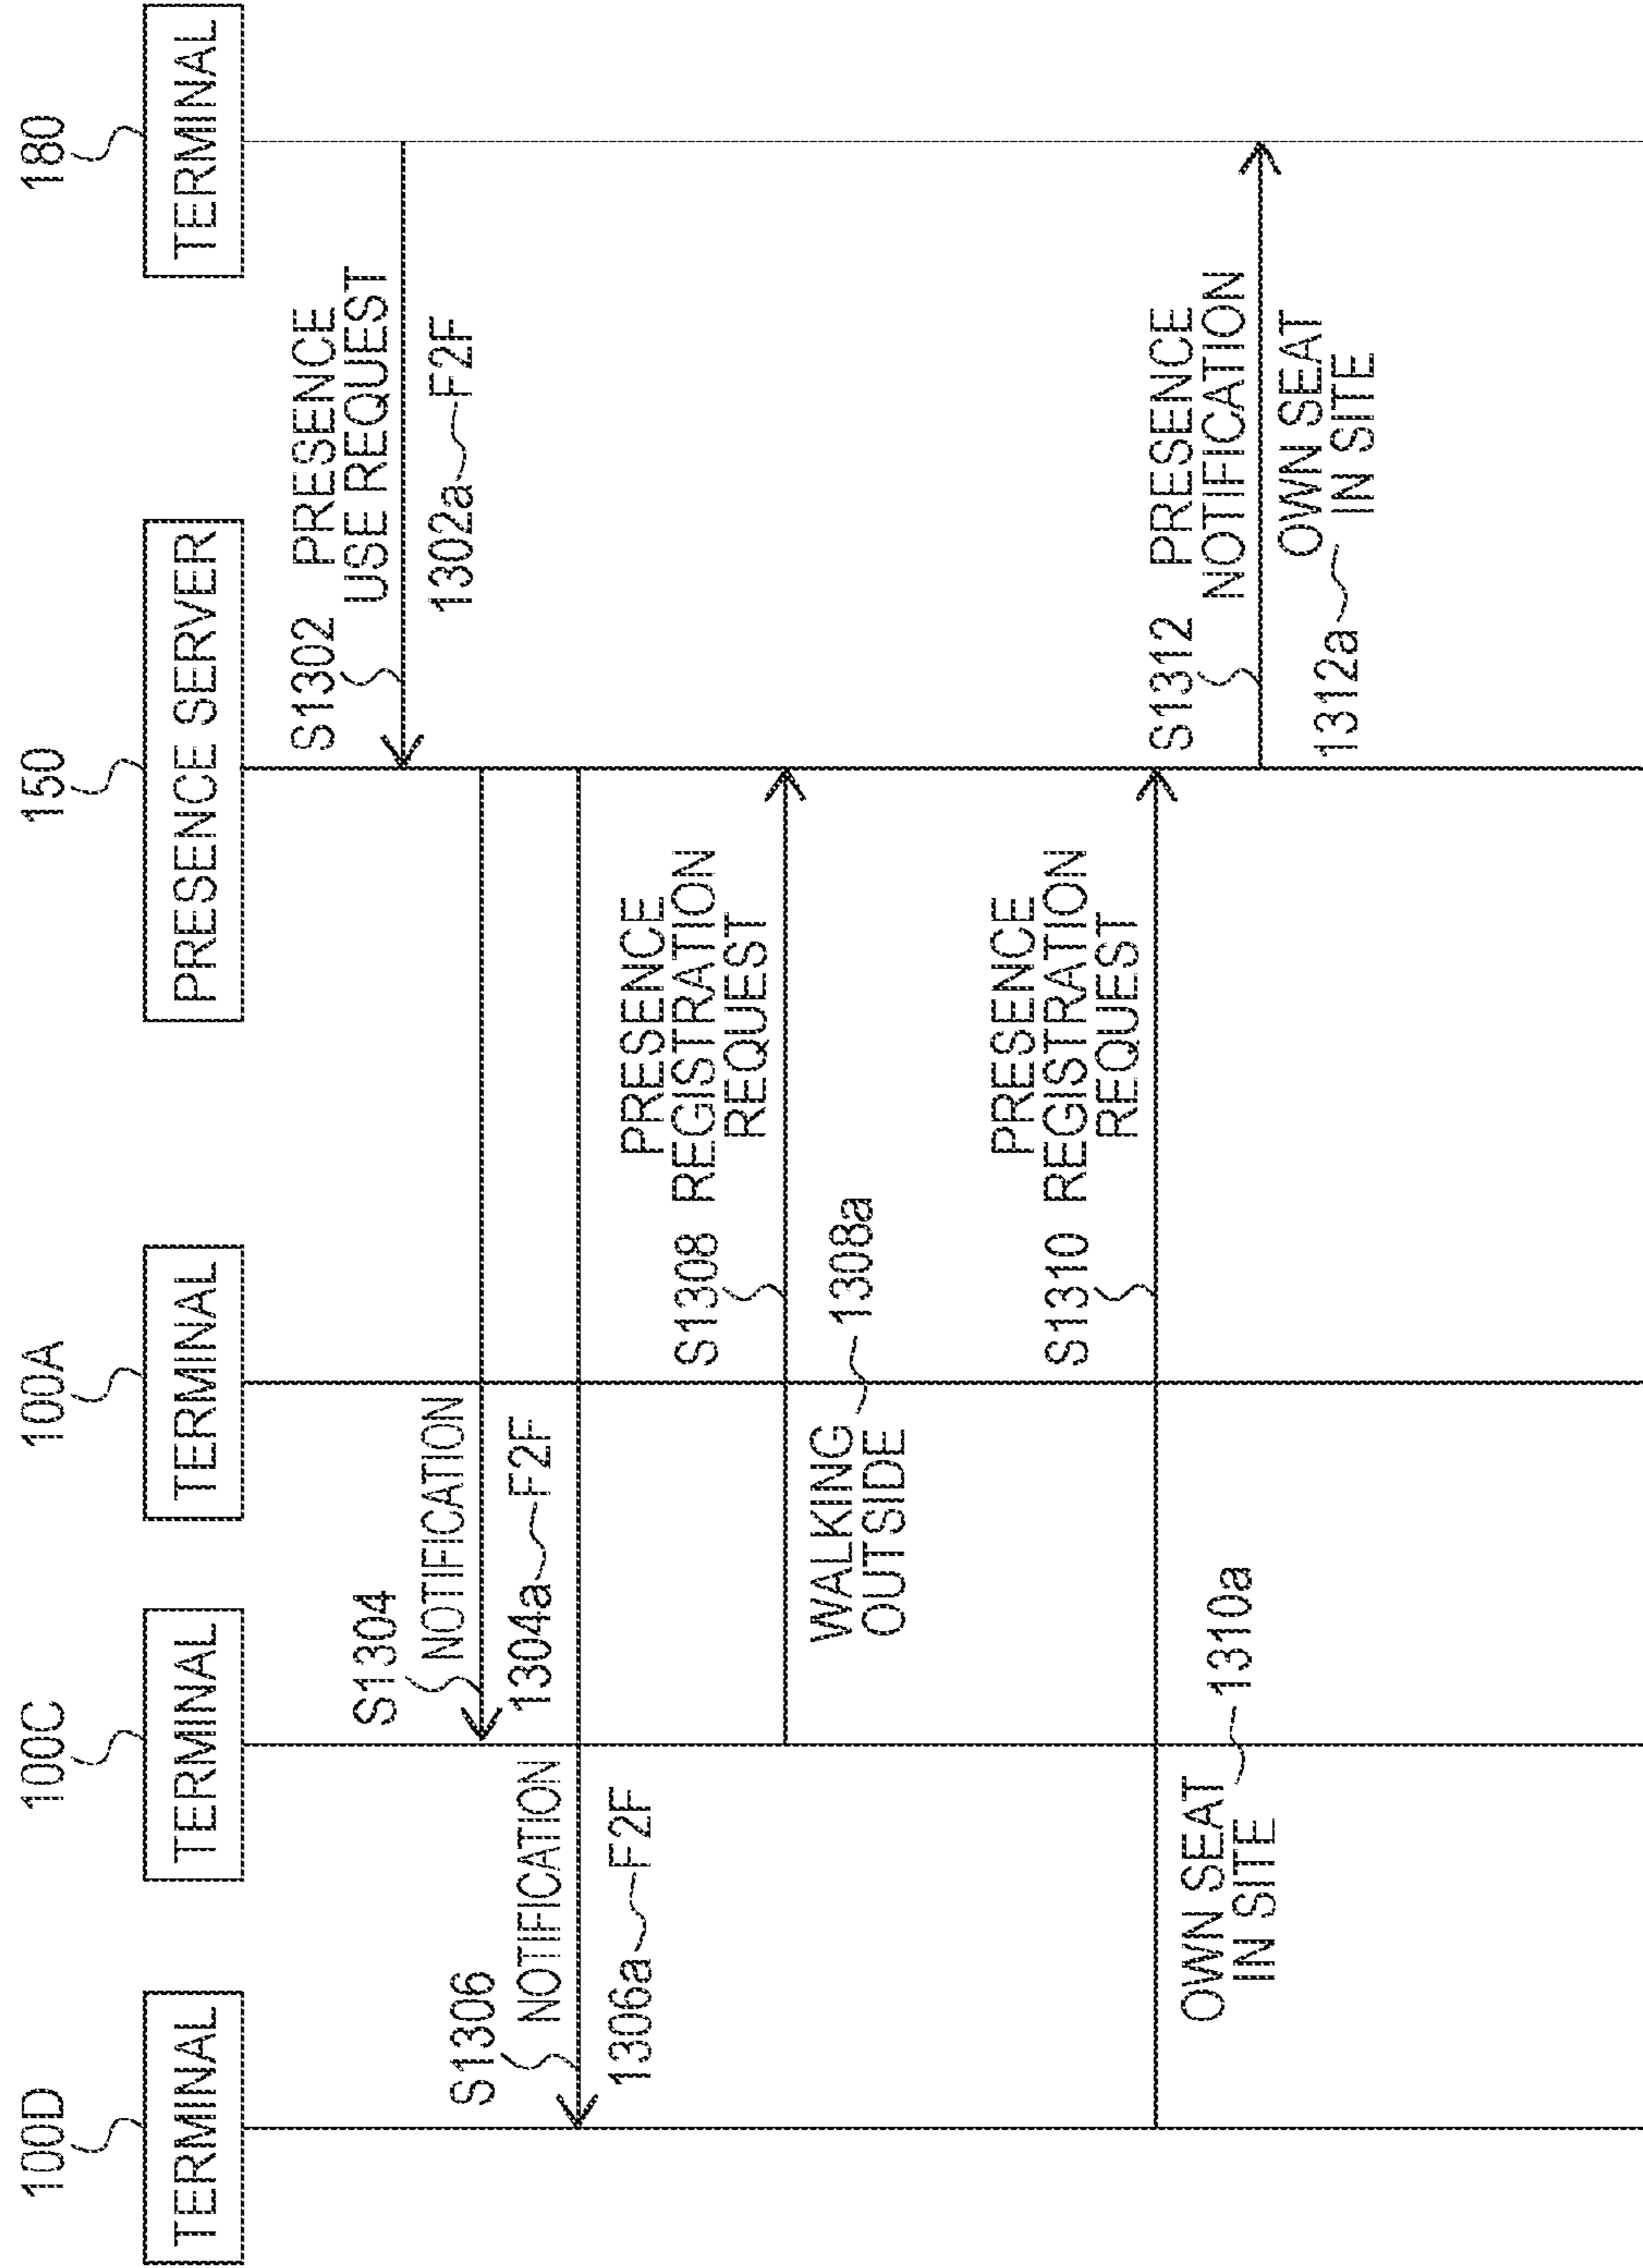 100D
100C
100A
150
180
TERMINAL
TERMINAL
TERMINAL
PRESENCE SERVER
TERMINAL
S1302
PRESENCE
USE REQUEST
1302a
F2F
S1304
NOTIFICATION
1304a
F2F
S1306
NOTIFICATION
1306a
F2F
S1308
PRESENCE
REGISTRATION
REQUEST
WALKING
OUTSIDE
1308a
S1310
PRESENCE
REGISTRATION
REQUEST
OWN SEAT
IN SITE
1310a
S1312
PRESENCE
NOTIFICATION
1312a
OWN SEAT
IN SITE